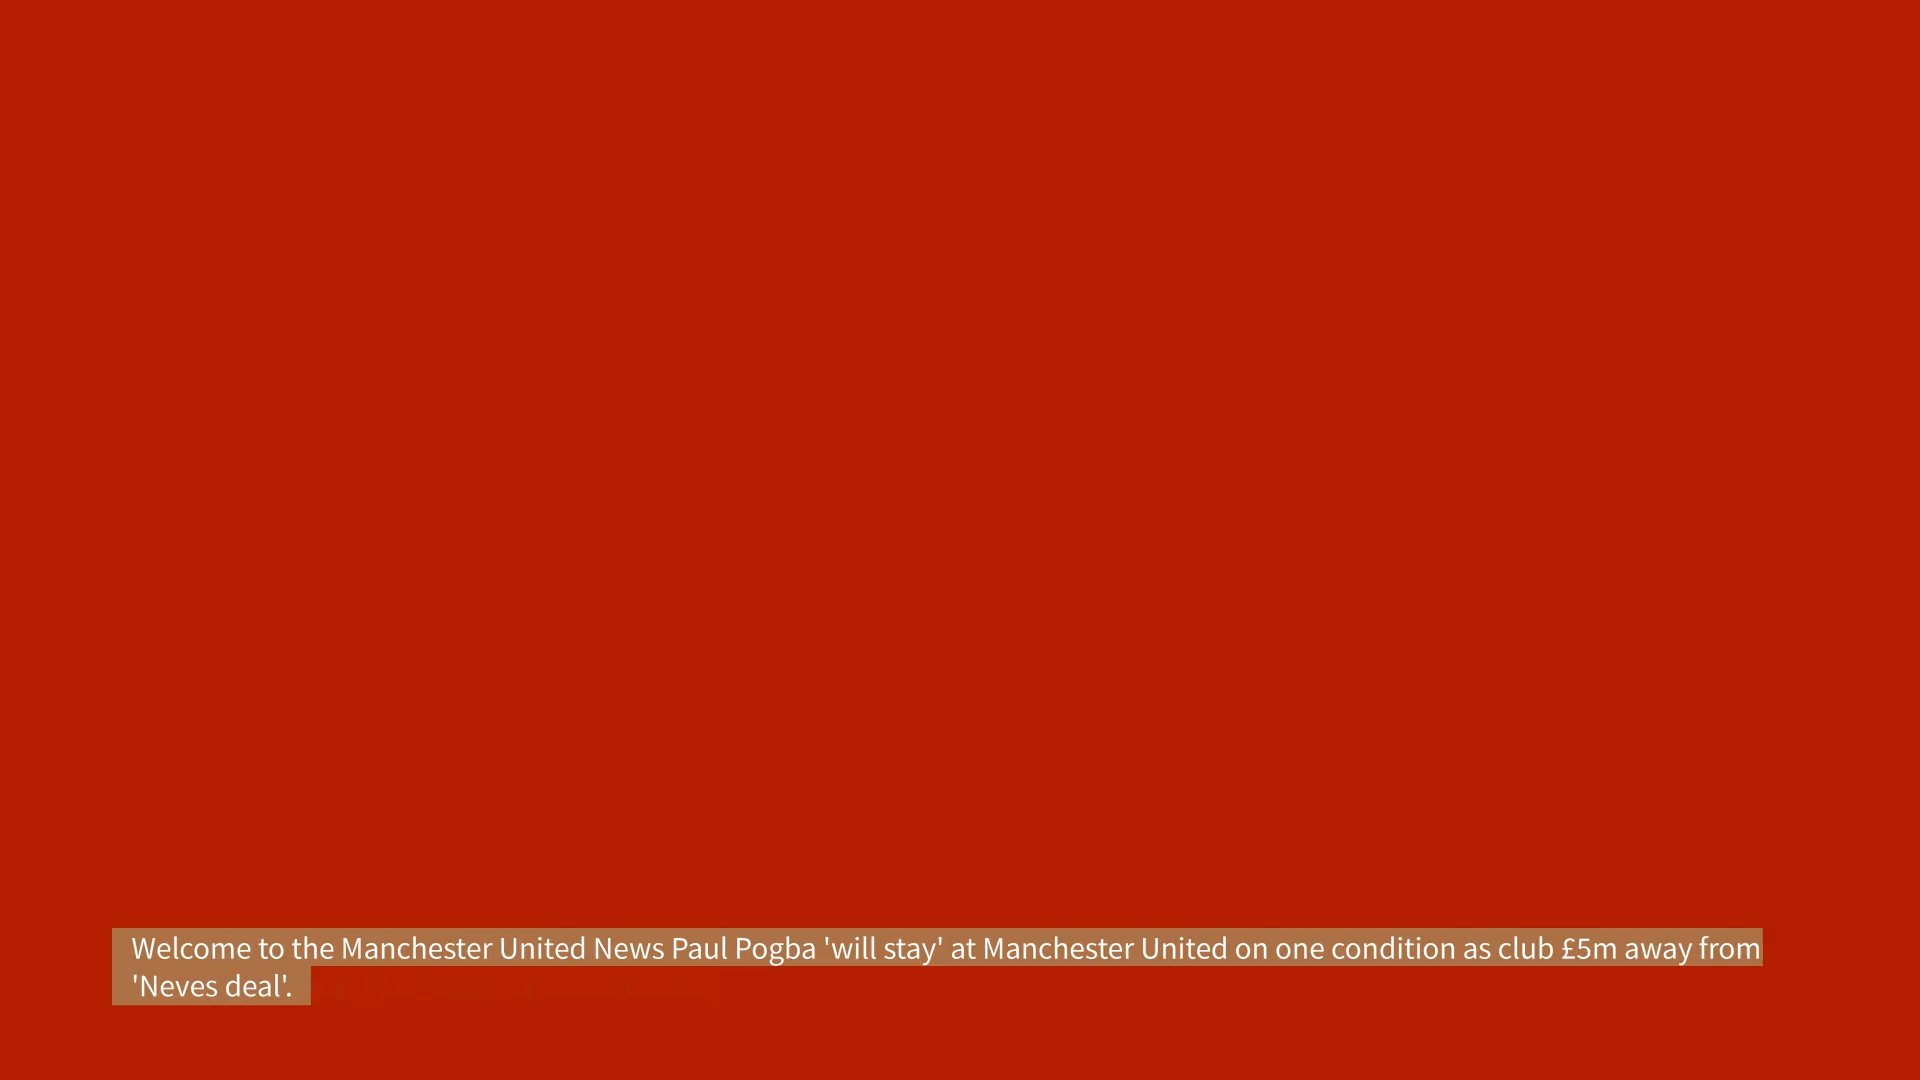 Welcome to the Manchester United News Paul Pogba 'will stay' at Manchester United on one condition as club £5m away from
'Neves deal'.